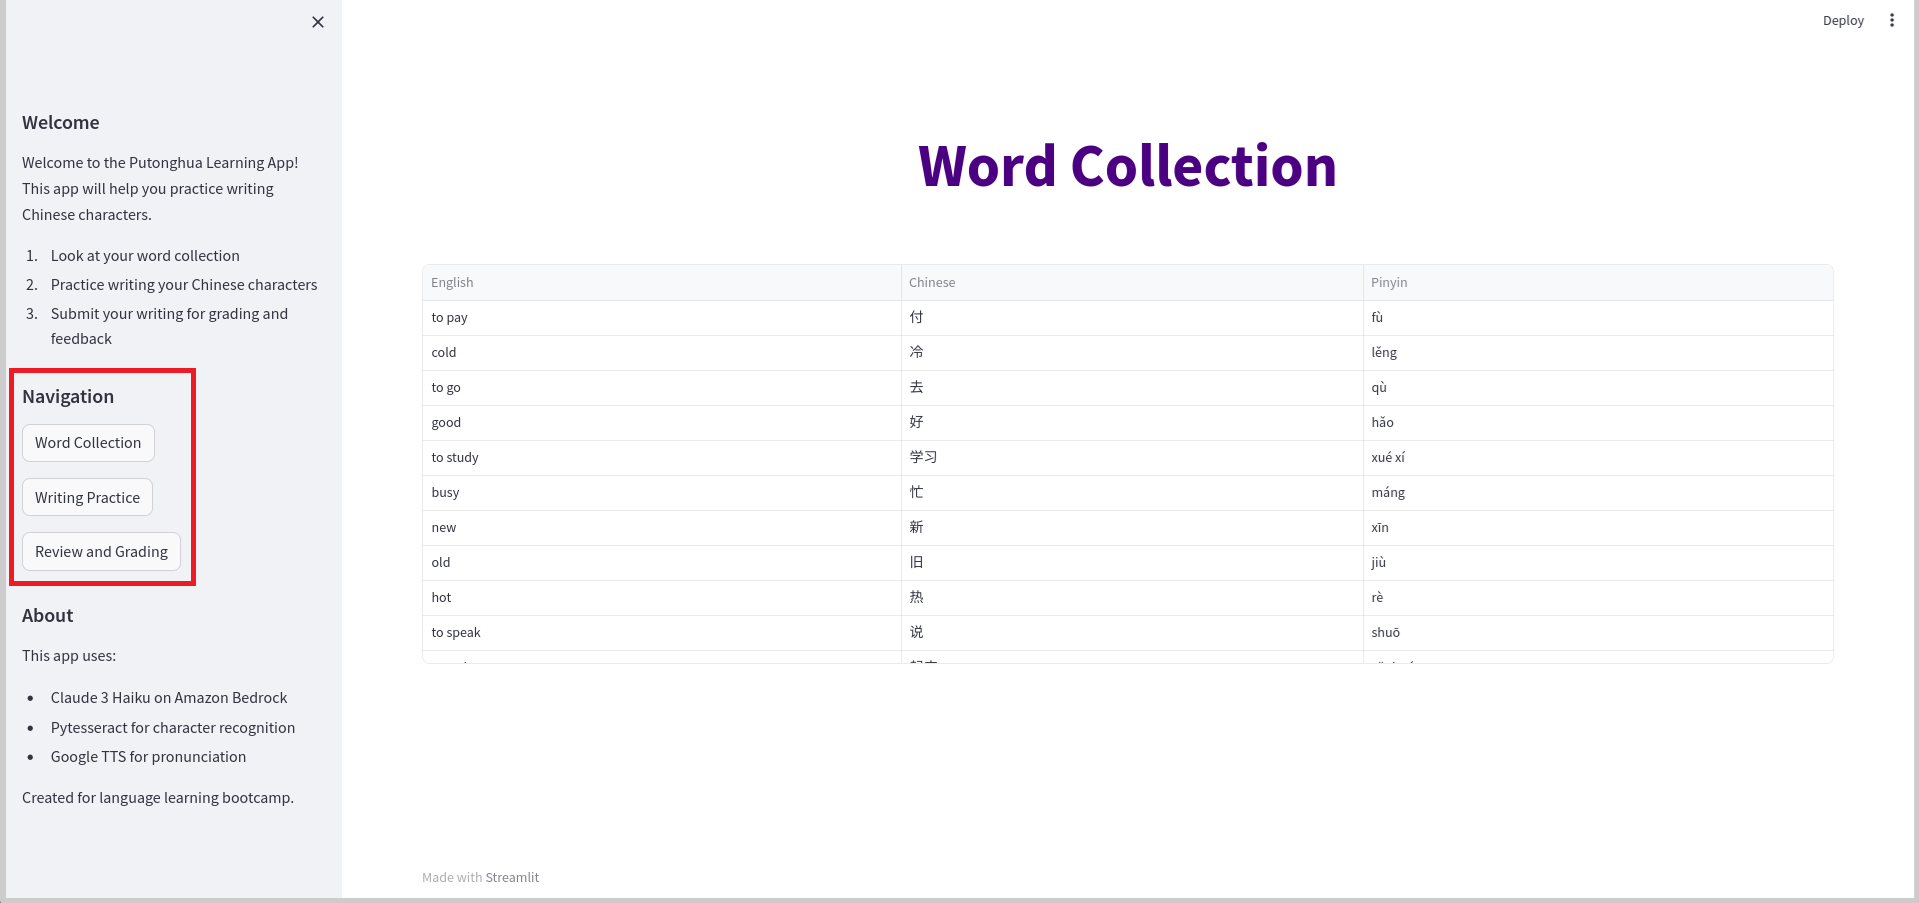 Deploy
Welcome
Welcome to the Putonghua Learning App!
This app will help you practice writing
Chinese characters.
1. Look at your word collection
2. Practice writing your Chinese characters
3. Submit your writing for grading and
feedback
Navigation
Word Collection
Writing Practice
Review and Grading
About
This app uses:
• Claude 3 Haiku on Amazon Bedrock
• Pytesseract for character recognition
• Google TTS for pronunciation
Created for language learning bootcamp.
Word Collection
English Chinese Pinyin
to pay 付 fù
cold 冷 lěng
to go 去 qù
good 好 hǎo
to study 学习 xué xí
busy 忙 máng
new 新 xīn
old 旧 jiù
hot 热 rè
to speak 说 shuō
Made with Streamlit